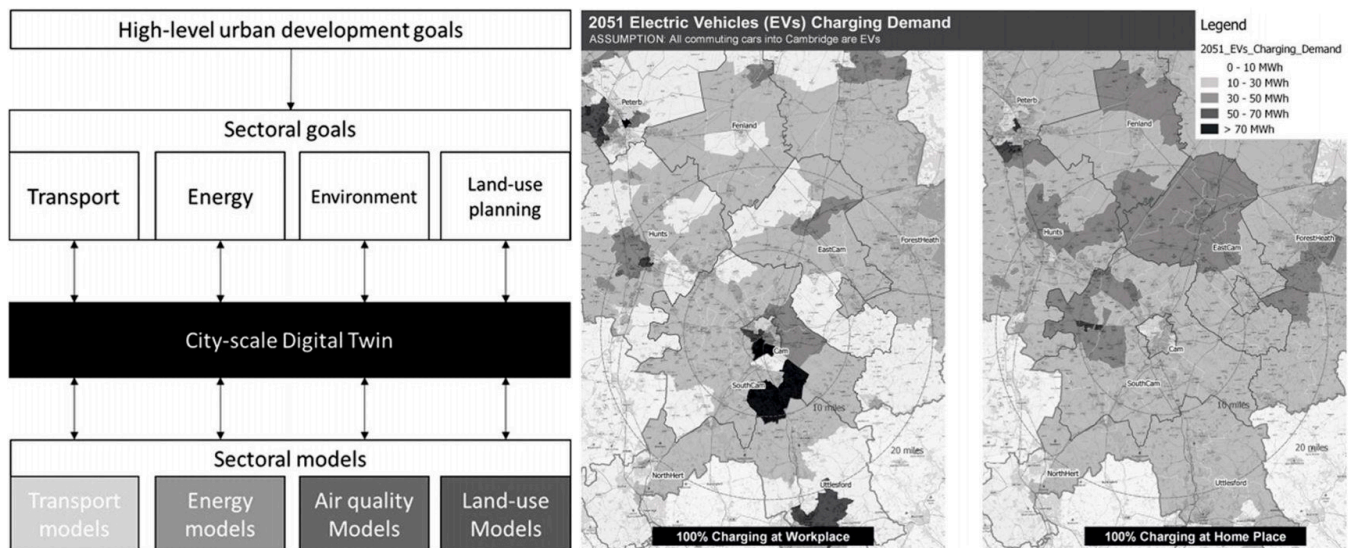 High-level urban development goals
Sectoral goals
Transport
Energy
Environment
Land-use
planning
City-scale Digital Twin
Sectoral models
Transport
models
Energy
models
Air quality
Models
Land-use
Models
2051 Electric Vehicles (EVs) Charging Demand
ASSUMPTION: All commuting cars into Cambridge are EVs
Peterb
Fenland
Hunts
EastCam
ForestHeath
Cam
SouthCam
10 miles
20 miles
NorthHert
Uttlesford
100% Charging at Workplace
Legend
2051_EVs_Charging_Demand
0 - 10 MWh
10 - 30 MWh
30 - 50 MWh
50 - 70 MWh
> 70 MWh
Peterb
Fenland
Hunts
EastCam
ForestHeath
Cam
SouthCam
10 miles
20 miles
NorthHert
Uttlesford
100% Charging at Home Place